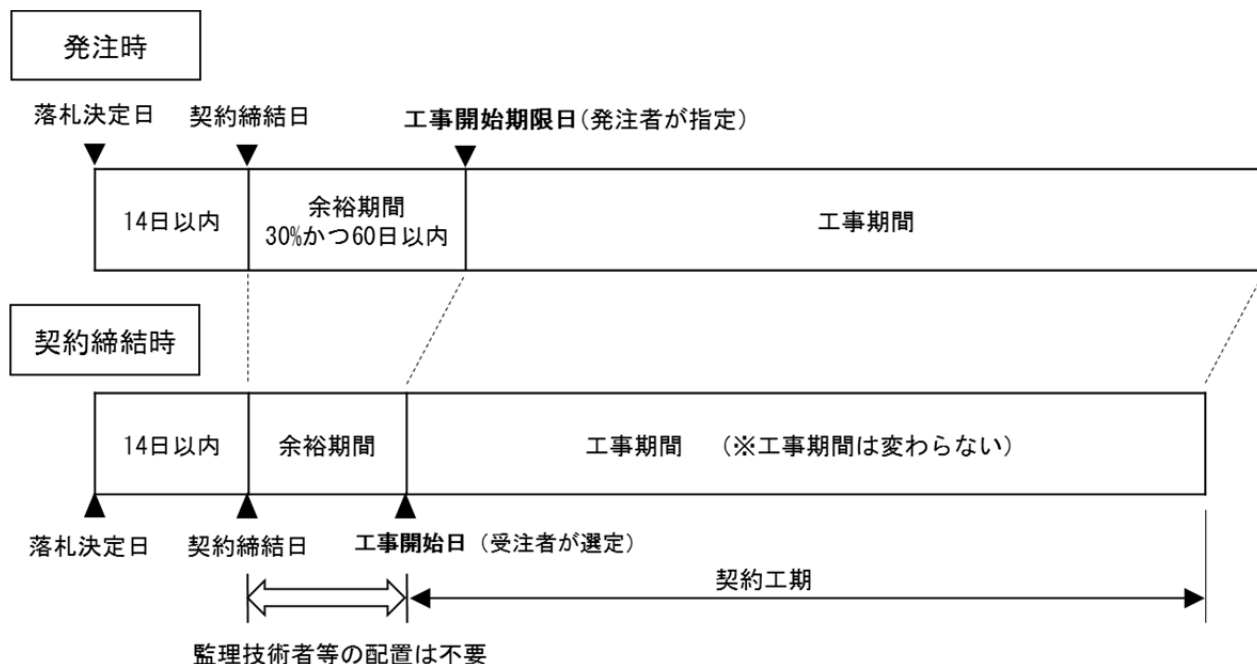 発注時
落札決定日
契約締結日
工事開始期限日(発注者が指定)
14日以内
余裕期間
30%かつ60日以内
工事期間
契約締結時
14日以内
余裕期間
工事期間 (※工事期間は変わらない)
落札決定日
契約締結日
工事開始日 (受注者が選定)
契約工期
監理技術者等の配置は不要